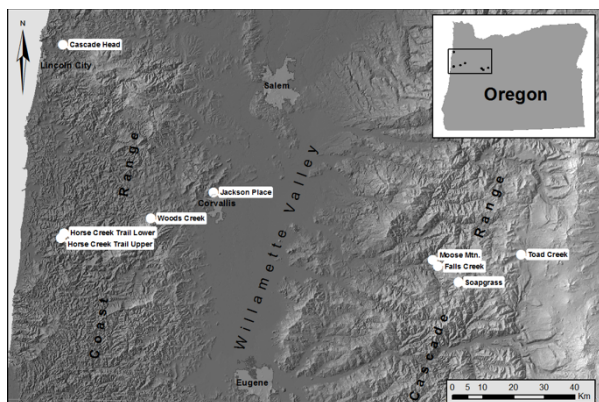 N
Cascade Head
Lincoln City
Salem
Oregon
Coast Range
Willamette Valley
Cascade Range
Jackson Place
Corvallis
Woods Creek
Horse Creek Trail Lower
Horse Creek Trail Upper
Moose Mtn.
Falls Creek
Toad Creek
Soapgrass
Eugene
0 5 10 20 30 40
Km